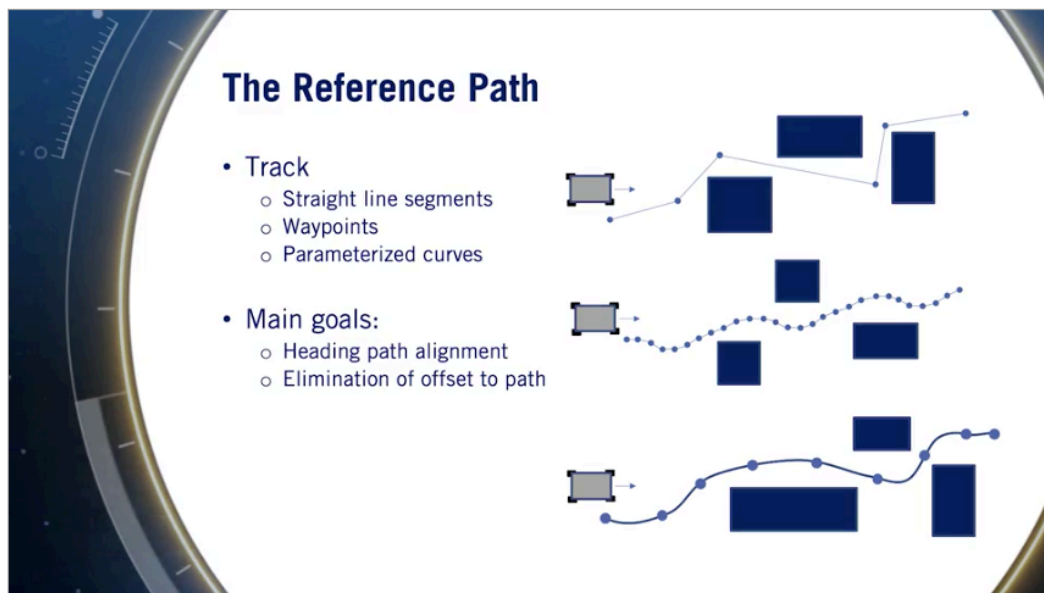 The Reference Path
• Track
o Straight line segments
o Waypoints
o Parameterized curves
• Main goals:
o Heading path alignment
o Elimination of offset to path